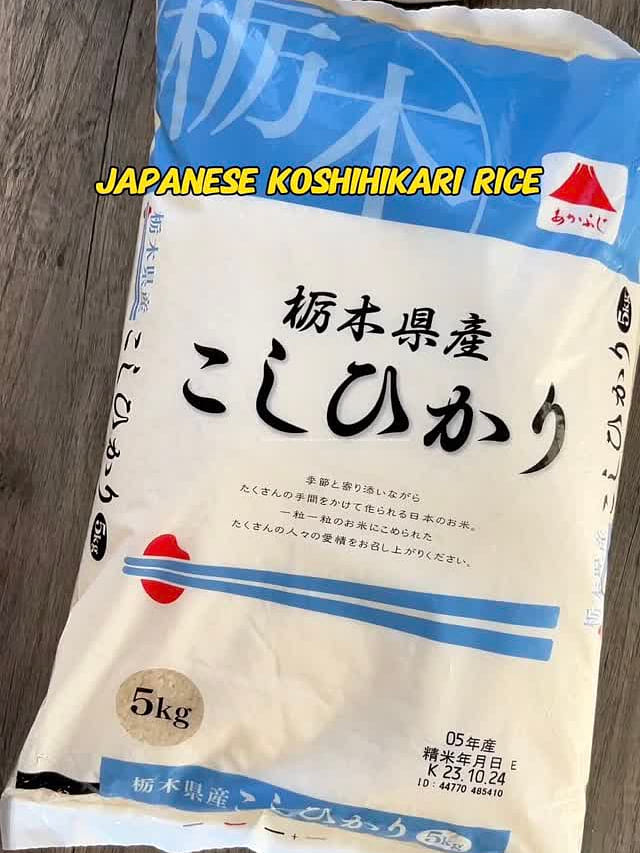 栃木
JAPANESE KOSHIHIKARI RICE
あかふじ
栃木県産
こしひかり
季節と寄り添いながら
たくさんの手間をかけて作られる日本のお米。
一粒一粒のお米にこめられた
たくさんの人々の愛情をお召し上がりください。
栃木県産
こしひかり
5kg
5kg
こしひかり
栃木県産
5kg
05年産
精米年月日 E
K 23.10.24
ID: 44770 485410
栃木県産 こしひかり 5kg